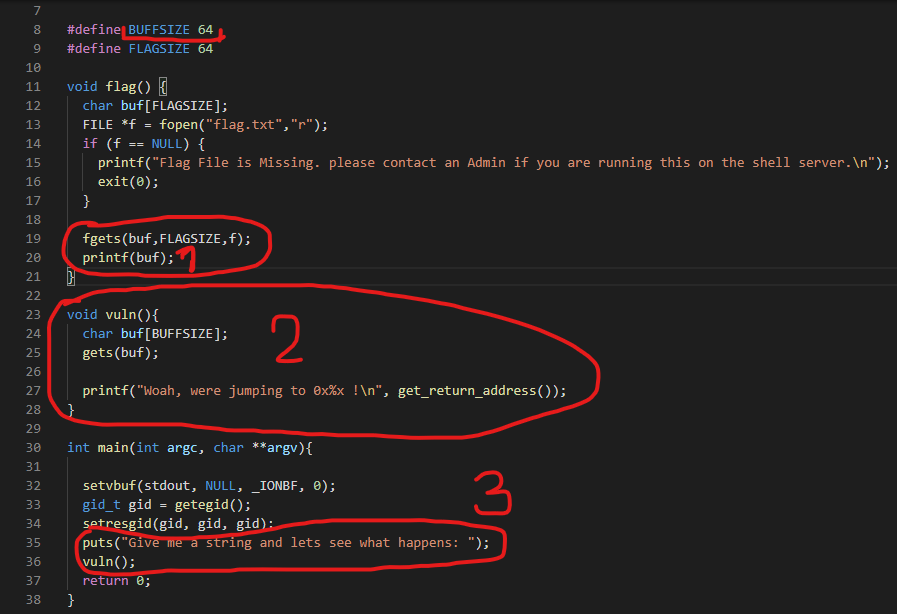 7
8 #define BUFFSIZE 64
9 #define FLAGSIZE 64
10
11 void flag() {
12   char buf[FLAGSIZE];
13   FILE *f = fopen("flag.txt","r");
14   if (f == NULL) {
15     printf("Flag File is Missing. please contact an Admin if you are running this on the shell server.\n");
16     exit(0);
17   }
18
19   fgets(buf,FLAGSIZE,f);
20   printf(buf); 1
21 }
22
23 void vuln(){
24   char buf[BUFFSIZE]; 2
25   gets(buf);
26
27   printf("Woah, were jumping to 0x%x !\n", get_return_address());
28 }
29
30 int main(int argc, char **argv){
31
32   setvbuf(stdout, NULL, _IONBF, 0);
33   gid_t gid = getegid(); 3
34   setresgid(gid, gid, gid);
35   puts("Give me a string and lets see what happens: ");
36   vuln();
37   return 0;
38 }